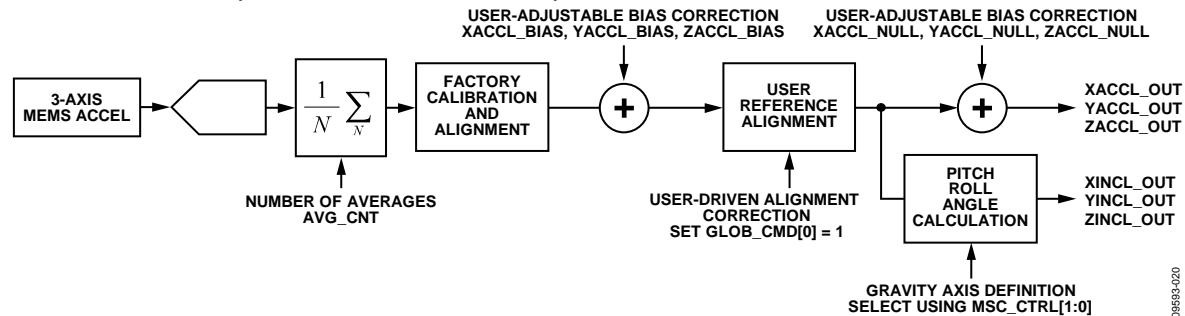 USER-ADJUSTABLE BIAS CORRECTION
XACCL_BIAS, YACCL_BIAS, ZACCL_BIAS
USER-ADJUSTABLE BIAS CORRECTION
XACCL_NULL, YACCL_NULL, ZACCL_NULL
3-AXIS
MEMS ACCEL
1
N
∑
N
FACTORY
CALIBRATION
AND
ALIGNMENT
+
USER
REFERENCE
ALIGNMENT
+
XACCL_OUT
YACCL_OUT
ZACCL_OUT
NUMBER OF AVERAGES
AVG_CNT
USER-DRIVEN ALIGNMENT
CORRECTION
SET GLOB_CMD[0] = 1
PITCH
ROLL
ANGLE
CALCULATION
XINCL_OUT
YINCL_OUT
ZINCL_OUT
GRAVITY AXIS DEFINITION
SELECT USING MSC_CTRL[1:0]
09593-020